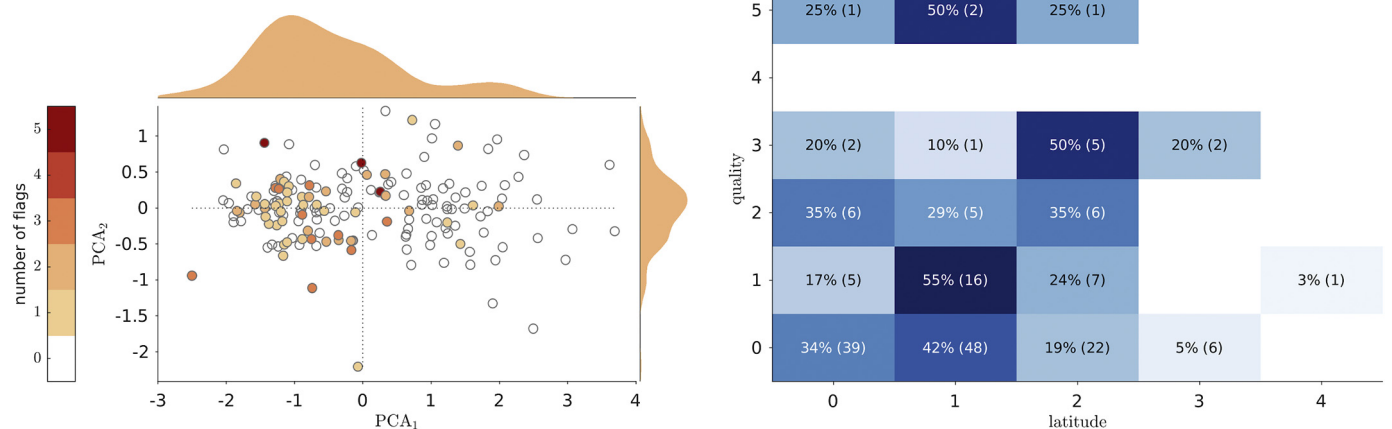 number of flags
5
4
3
2
1
0
PCA2
1
0.5
0
-0.5
-1
-1.5
-2
-3 -2 -1 0 1 2 3 4
PCA1
quality
5 25% (1) 50% (2) 25% (1)
4
3 20% (2) 10% (1) 50% (5) 20% (2)
2 35% (6) 29% (5) 35% (6)
1 17% (5) 55% (16) 24% (7) 3% (1)
0 34% (39) 42% (48) 19% (22) 5% (6)
0 1 2 3 4
latitude